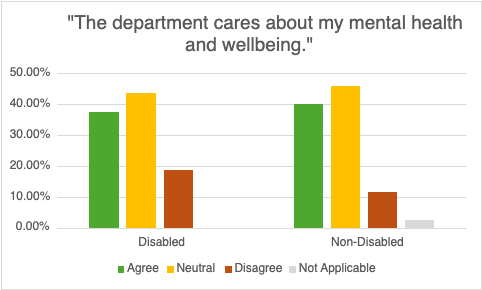 "The department cares about my mental health
and wellbeing."
50.00%
40.00%
30.00%
20.00%
10.00%
0.00%
Disabled Non-Disabled
Agree Neutral Disagree Not Applicable